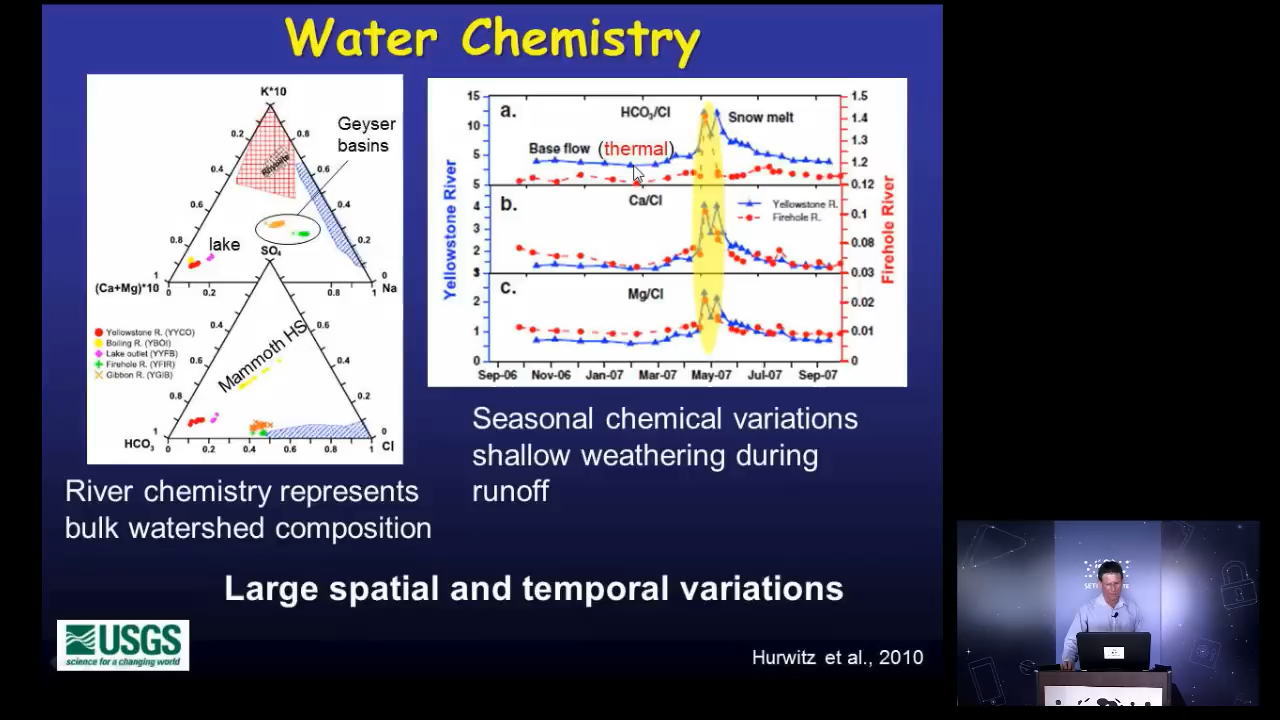 Water Chemistry
K*10
0.2
0.8
Geyser
basins
Rhyolite
0.4
0.6
0.6
0.4
0.8
lake
SO₄
0.2
1
0
(Ca+Mg)*10
0
0.2
0.8
1
Na
0.2
0.4
0.6
Yellowstone R. (YYCO)
Boiling R. (YBOI)
Lake outlet (YYFB)
Firehole R. (YFIR)
Gibbon R. (YGIB)
Mammoth HS
0.6
0.4
0.8
0.2
1
0
HCO₃
0
0.2
0.4
0.6
0.8
1
Cl
River chemistry represents
bulk watershed composition
15
10
5
a.
HCO₃/Cl
Snow melt
Base flow (thermal)
1.5
1.4
1.3
1.2
0.12
Yellowstone River
Firehole River
b.
Ca/Cl
4
3
2
Yellowstone R.
Firehole R.
0.1
0.08
0.03
c.
Mg/Cl
3
2
1
0
0.02
0.01
0
Sep-06 Nov-06 Jan-07 Mar-07 May-07 Jul-07 Sep-07
Seasonal chemical variations
shallow weathering during
runoff
Large spatial and temporal variations
USGS
science for a changing world
Hurwitz et al., 2010